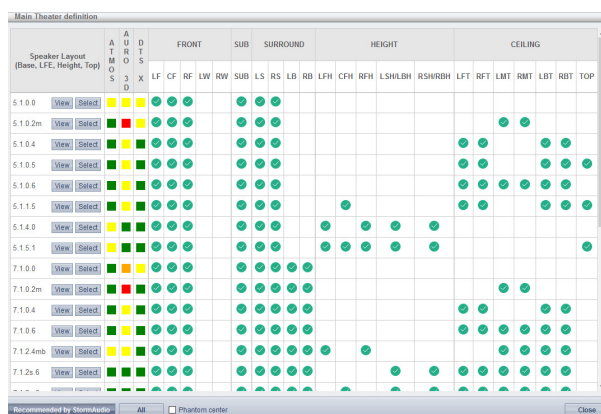 Main Theater definition
Speaker Layout
(Base, LFE, Height, Top)
ATMOS
AURO 3D
DTS X
FRONT
SUB
SURROUND
HEIGHT
CEILING
LF CF RF LW RW SUB LS RS LB RB LFH CFH RFH LSH/LBH RSH/RBH LFT RFT LMT RMT LBT RBT TOP
5.1.0.0 View Select
5.1.0.2m View Select
5.1.0.4 View Select
5.1.0.5 View Select
5.1.0.6 View Select
5.1.1.5 View Select
5.1.4.0 View Select
5.1.5.1 View Select
7.1.0.0 View Select
7.1.0.2m View Select
7.1.0.4 View Select
7.1.0.6 View Select
7.1.2.4mb View Select
7.1.2s.6 View Select
Recommended by StormAudio All Phantom center Close